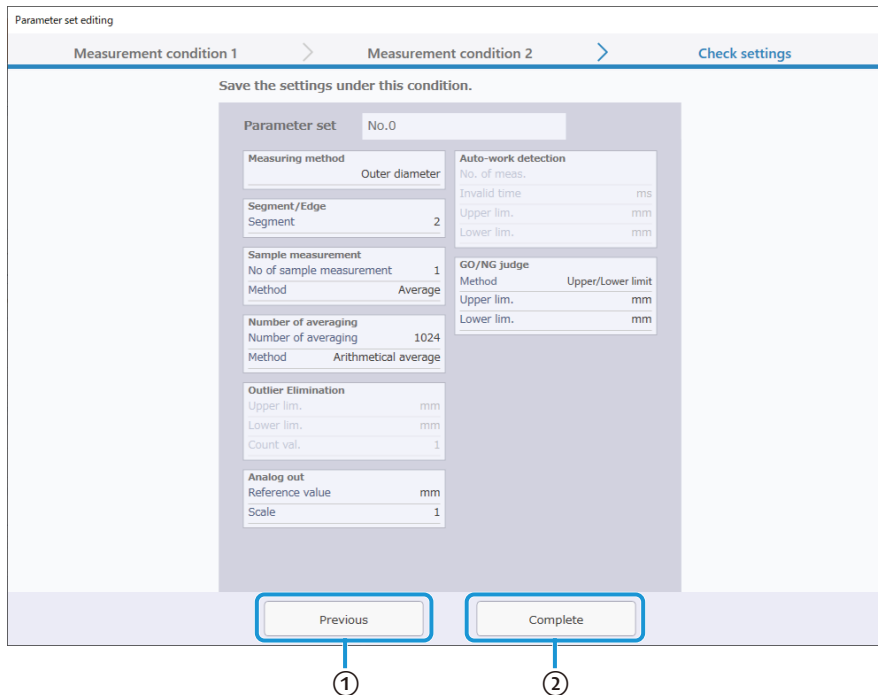 Parameter set editing
Measurement condition 1
Measurement condition 2
Check settings
Save the settings under this condition.
Parameter set No.0
Measuring method
Outer diameter
Segment/Edge
Segment 2
Sample measurement
No of sample measurement 1
Method Average
Number of averaging
Number of averaging 1024
Method Arithmetical average
Outlier Elimination
Upper lim. mm
Lower lim. mm
Count val. 1
Analog out
Reference value mm
Scale 1
Auto-work detection
No. of meas.
Invalid time ms
Upper lim. mm
Lower lim. mm
GO/NG judge
Method Upper/Lower limit
Upper lim. mm
Lower lim. mm
Previous
Complete
①
②